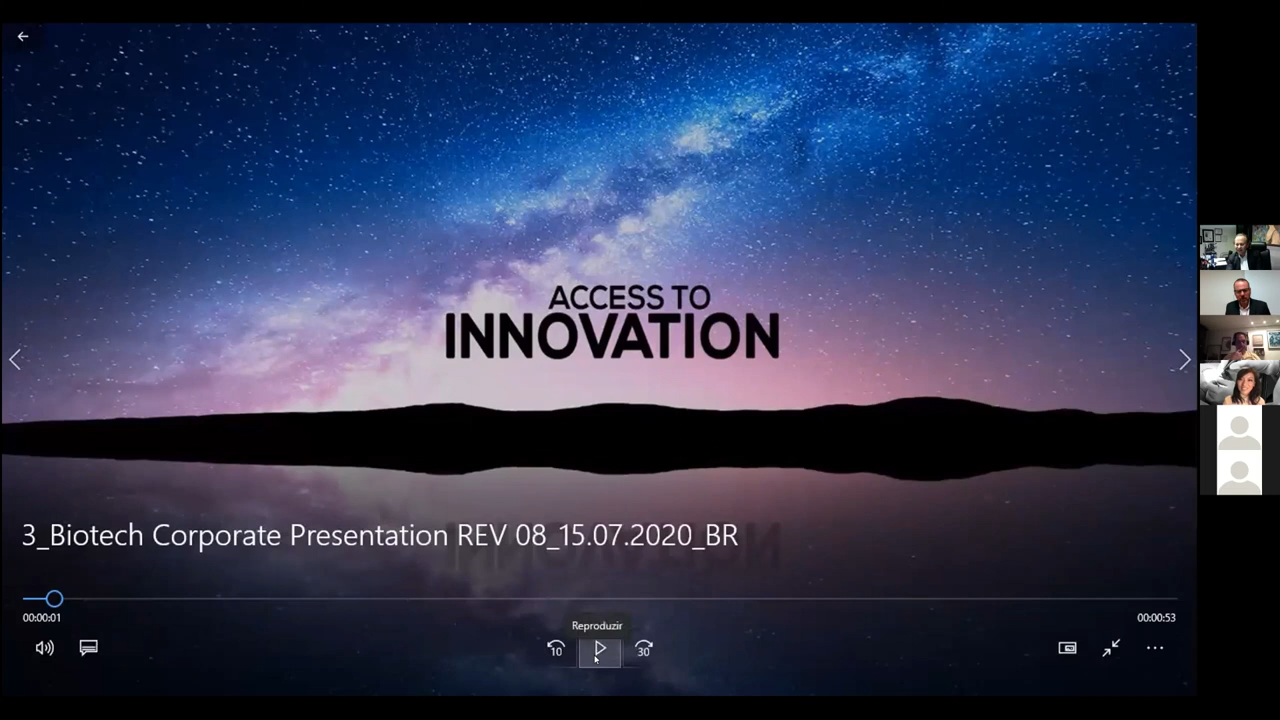 ACCESS TO
INNOVATION
3_Biotech Corporate Presentation REV 08_15.07.2020_BR
00:00:01
00:00:53
Reproduzir
10
30